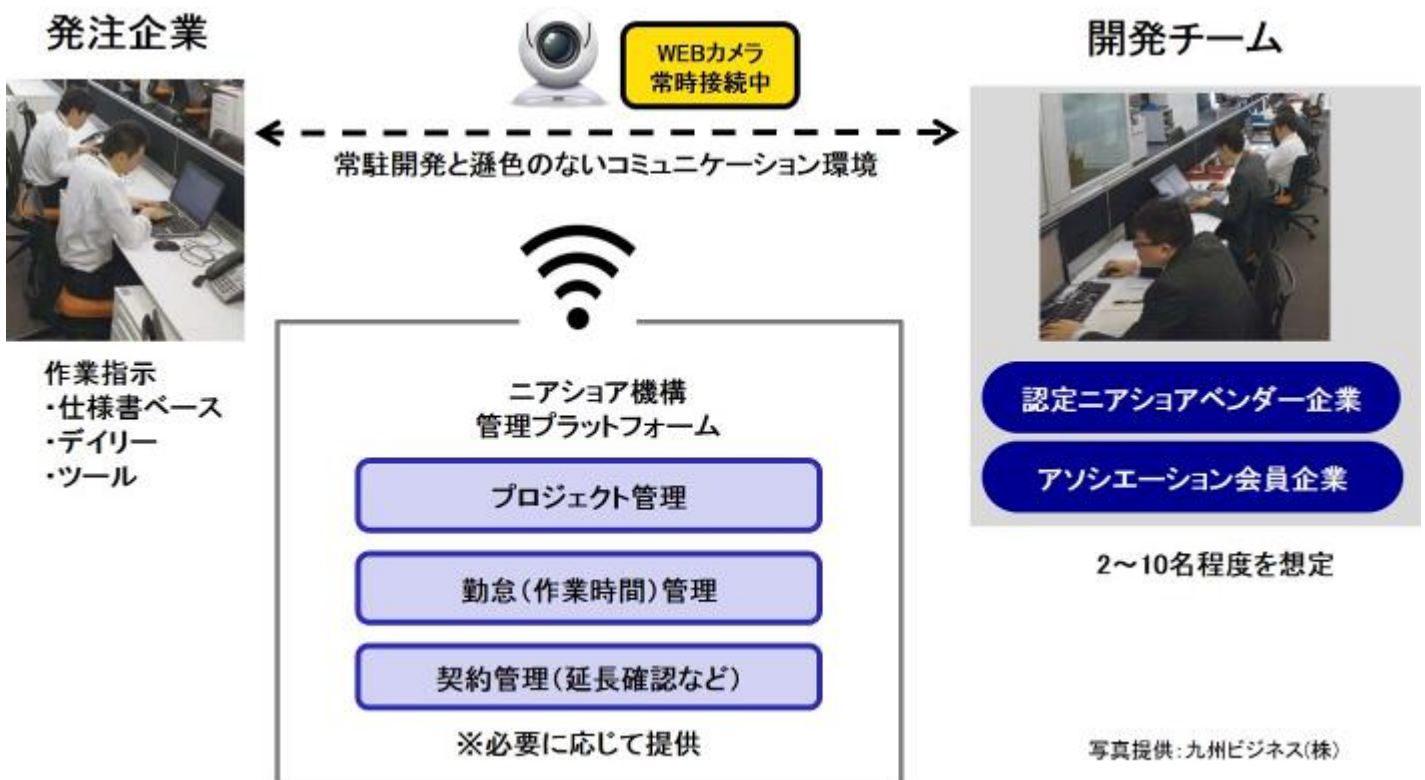 発注企業
WEBカメラ
常時接続中
開発チーム
常駐開発と遜色のないコミュニケーション環境
作業指示
・仕様書ベース
・デイリー
・ツール
ニアショア機構
管理プラットフォーム
プロジェクト管理
勤怠(作業時間)管理
契約管理(延長確認など)
※必要に応じて提供
認定ニアショアベンダー企業
アソシエーション会員企業
2～10名程度を想定
写真提供:九州ビジネス(株)